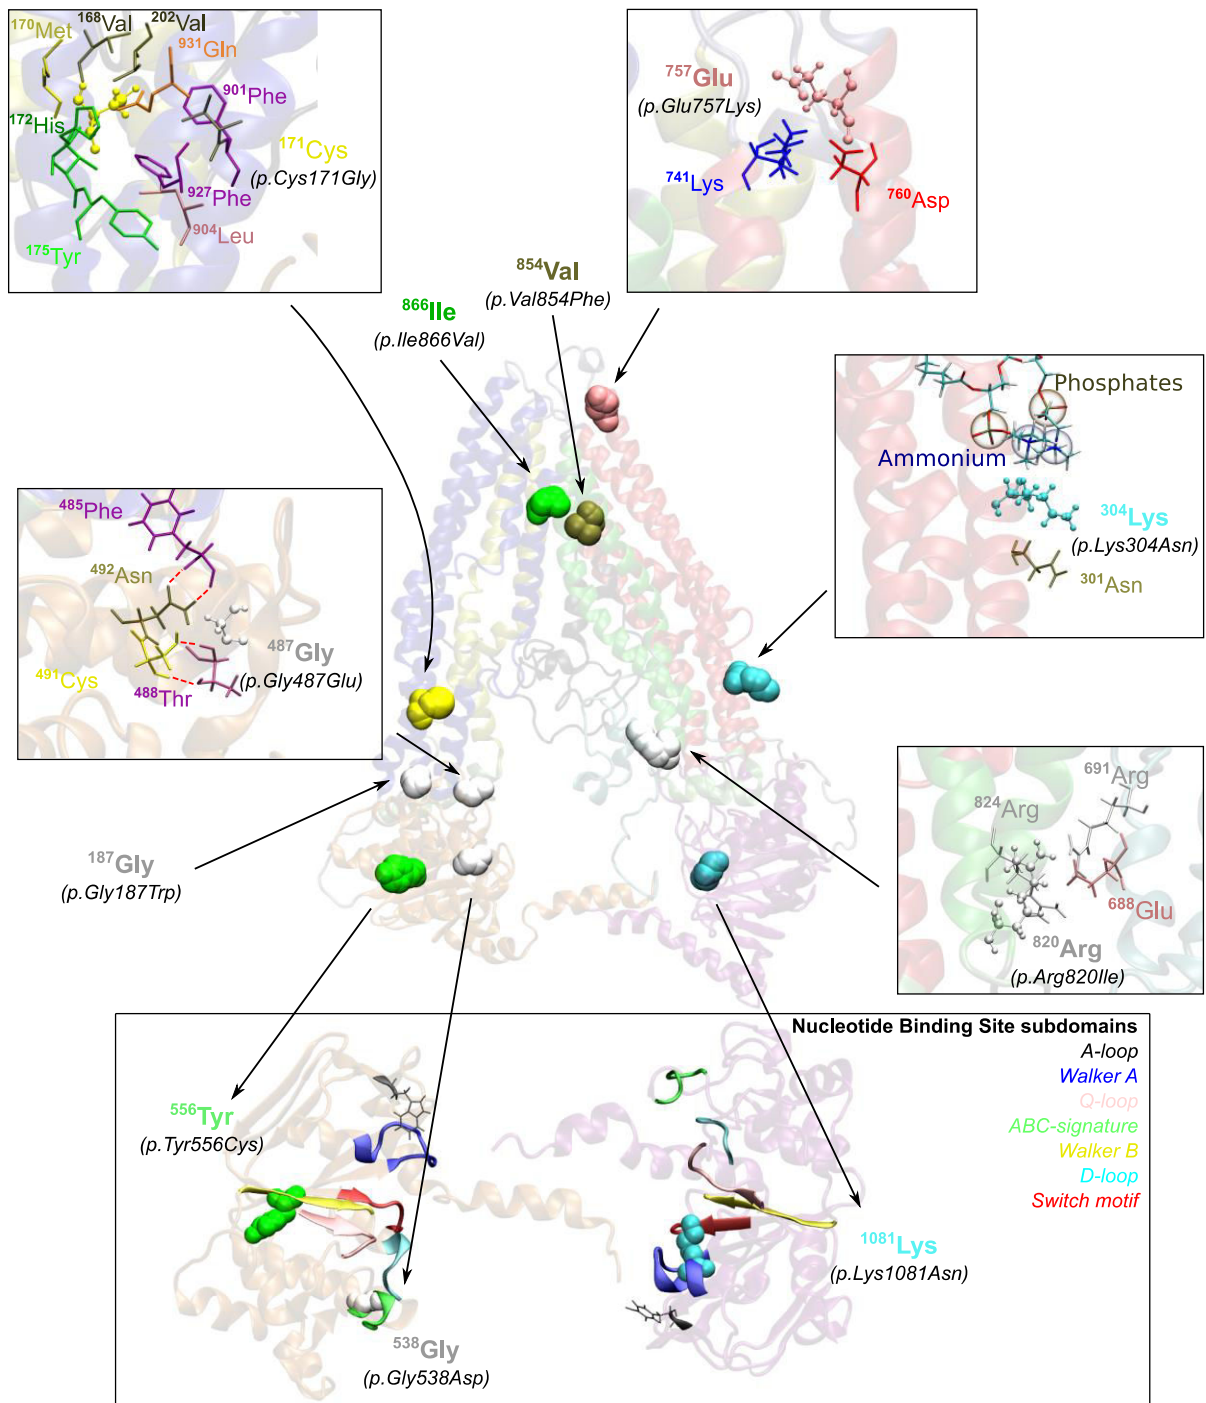 170Met
168Val
202Val
931Gln
901Phe
172His
171Cys
(p.Cys171Gly)
927Phe
904Leu
175Tyr
757Glu
(p.Glu757Lys)
741Lys
760Asp
854Val
(p.Val854Phe)
866Ile
(p.Ile866Val)
Phosphates
Ammonium
304Lys
(p.Lys304Asn)
301Asn
485Phe
492Asn
487Gly
(p.Gly487Glu)
491Cys
488Thr
691Arg
824Arg
688Glu
820Arg
(p.Arg820Ile)
187Gly
(p.Gly187Trp)
Nucleotide Binding Site subdomains
A-loop
Walker A
Q-loop
ABC-signature
Walker B
D-loop
Switch motif
556Tyr
(p.Tyr556Cys)
1081Lys
(p.Lys1081Asn)
538Gly
(p.Gly538Asp)